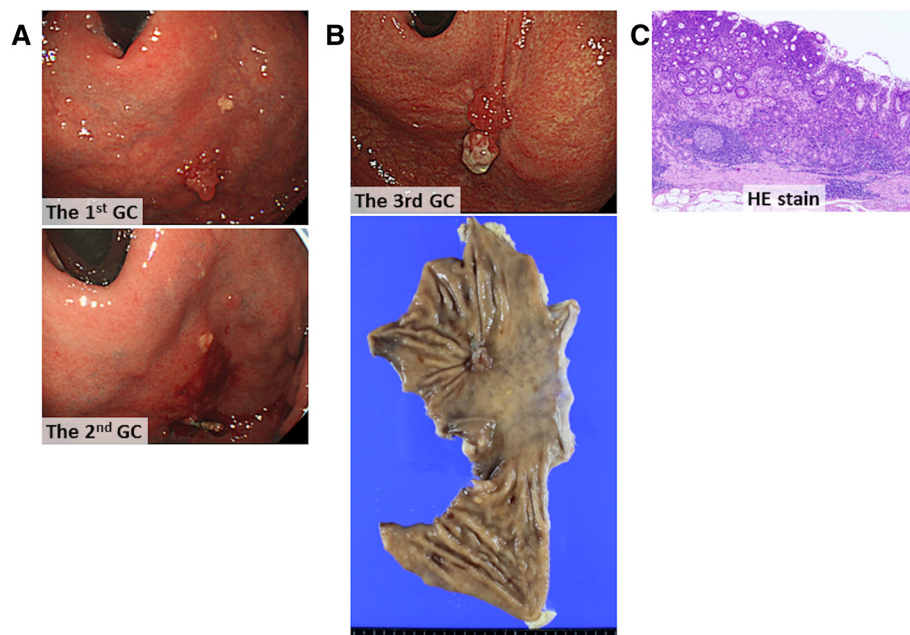 A
B
C
The 1st GC
The 3rd GC
HE stain
The 2nd GC